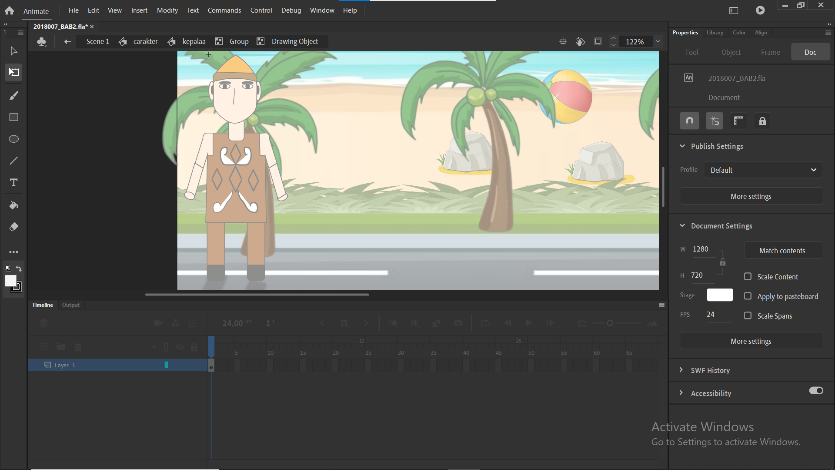 Animate File Edit View Insert Modify Text Commands Control Debug Window Help
2018007_BAB2.fla* ×
Scene 1 carakter kepalaa Group Drawing Object 122%
Properties Library Color Align
Tool Object Frame Doc
2018007_BAB2.fla
Document
Publish Settings
Profile Default
More settings
Document Settings
W 1280 Match contents
H 720 Scale Content
Stage Apply to pasteboard
FPS 24 Scale Spans
More settings
SWF History
Accessibility
Timeline Output
24.00 1
1s 2s
5 10 15 20 25 30 35 40 45 50 55 60 65
Layer_1
Activate Windows
Go to Settings to activate Windows.